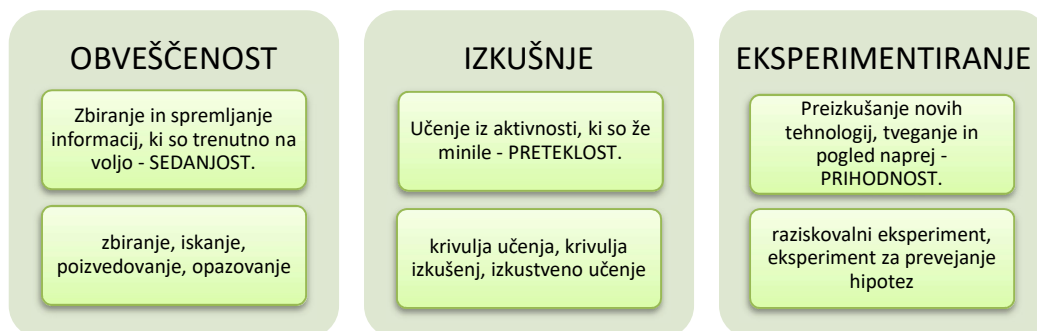 OBVEŠČENOST
Zbiranje in spremljanje
informacij, ki so trenutno na
voljo - SEDANJOST.
zbiranje, iskanje,
poizvedovanje, opazovanje
IZKUŠNJE
Učenje iz aktivnosti, ki so že
minile - PRETEKLOST.
krivulja učenja, krivulja
izkušenj, izkustveno učenje
EKSPERIMENTIRANJE
Preizkušanje novih
tehnologij, tveganje in
pogled naprej -
PRIHODNOST.
raziskovalni eksperiment,
eksperiment za prevejanje
hipotez